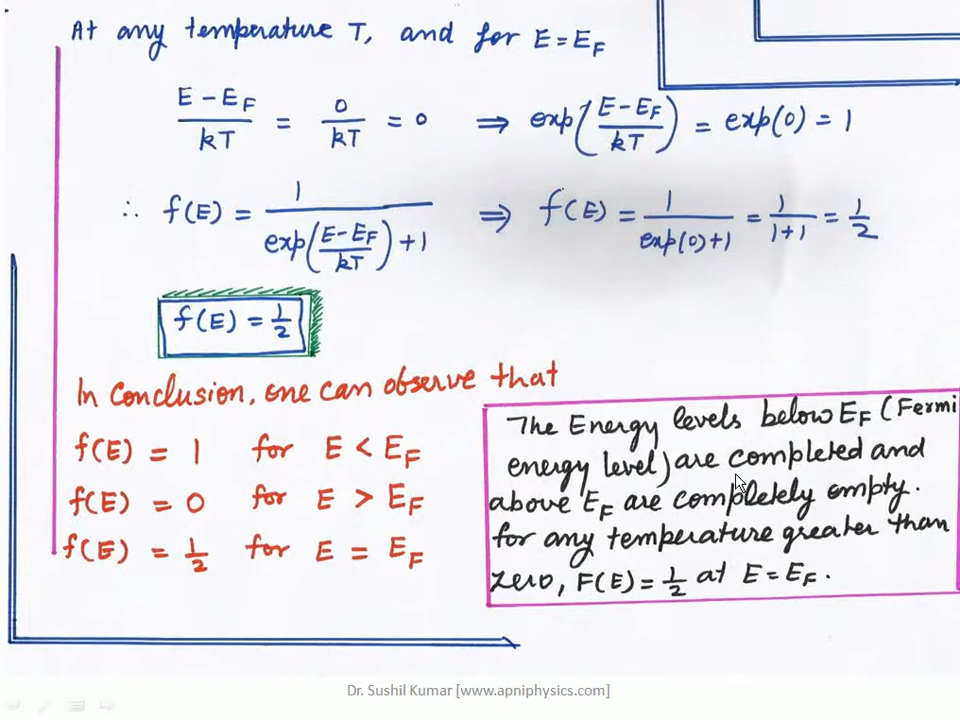 At any temperature T, and for E = E_F
(E - E_F)/kT = 0/kT = 0 ⇒ exp((E - E_F)/kT) = exp(0) = 1
∴ f(E) = 1/(exp((E - E_F)/kT) + 1) ⇒ f(E) = 1/(exp(0)+1) = 1/(1+1) = 1/2
f(E) = 1/2
In Conclusion, one can observe that
f(E) = 1 for E < E_F
f(E) = 0 for E > E_F
f(E) = 1/2 for E = E_F
The Energy levels below E_F (Fermi
energy level) are completed and
above E_F are completely empty.
for any temperature greater than
zero, F(E) = 1/2 at E = E_F.
Dr. Sushil Kumar [www.apniphysics.com]